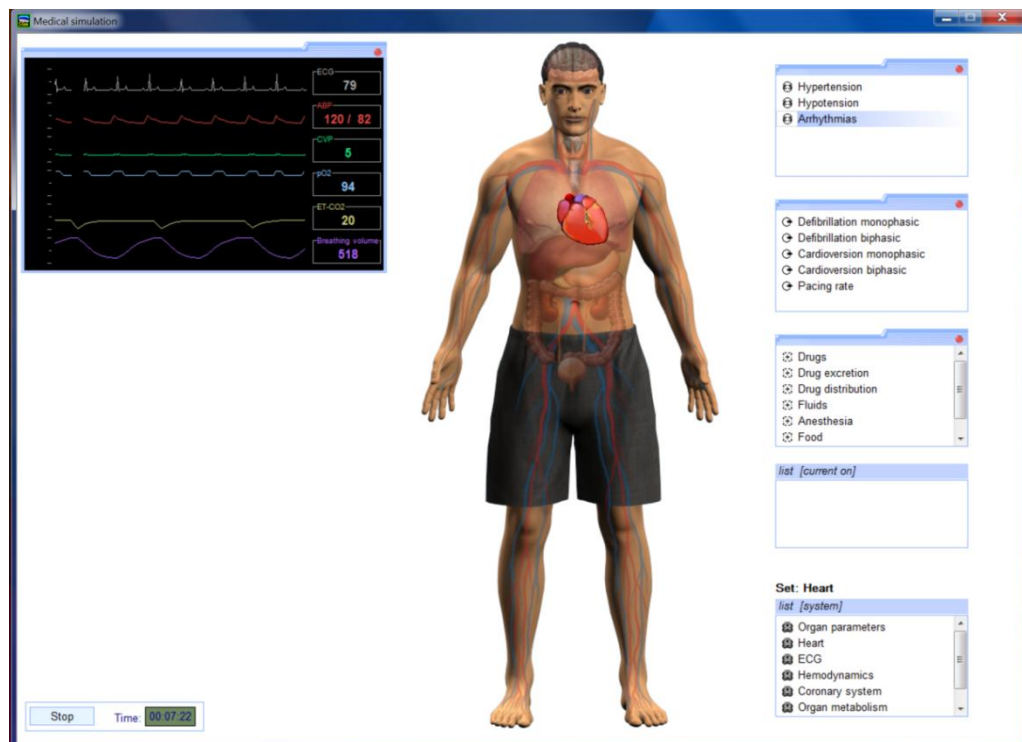 Medical simulation
ECG
79
ABP
120 / 82
CVP
5
pO2
94
ET-CO2
20
Breathing volume
518
Hypertension
Hypotension
Arrhythmias
Defibrillation monophasic
Defibrillation biphasic
Cardioversion monophasic
Cardioversion biphasic
Pacing rate
Drugs
Drug excretion
Drug distribution
Fluids
Anesthesia
Food
list [current on]
Set: Heart
list [system]
Organ parameters
Heart
ECG
Hemodynamics
Coronary system
Organ metabolism
Stop Time: 00:07:22